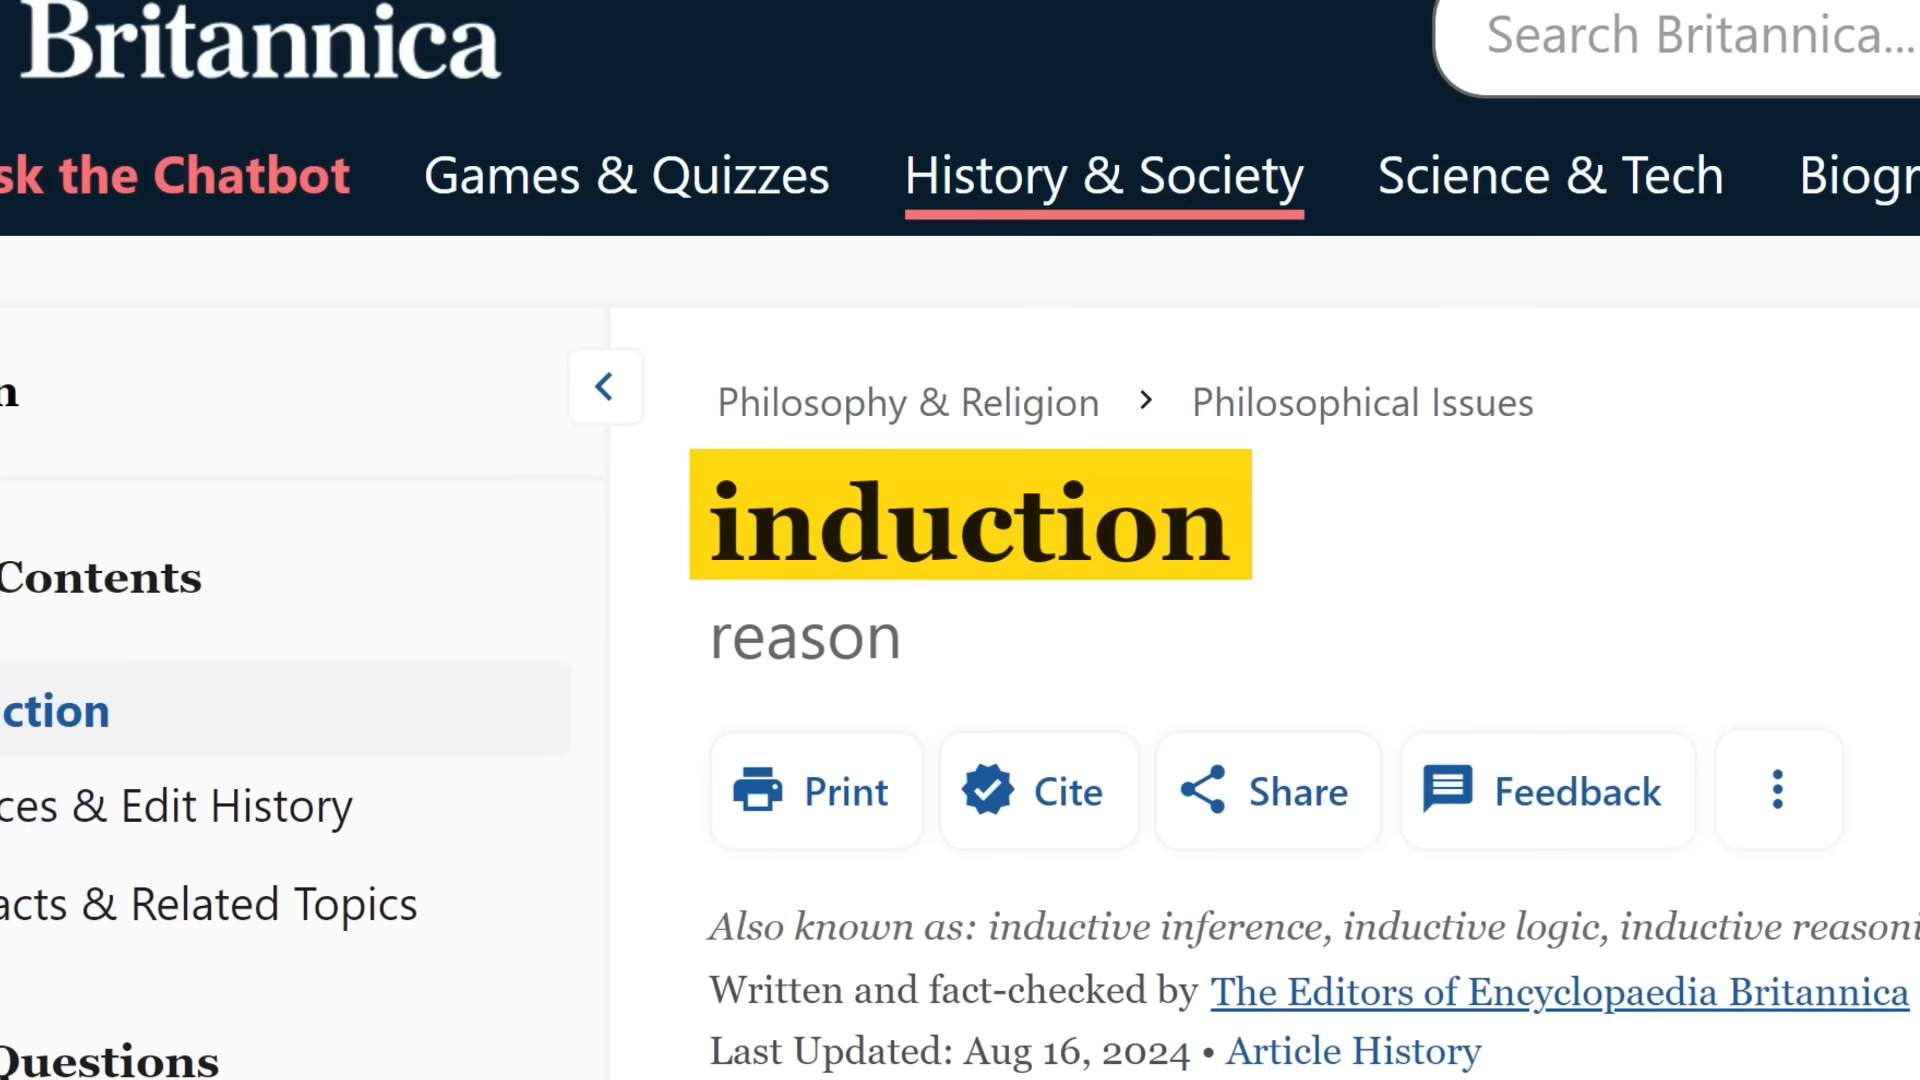 Britannica
Search Britannica...
sk the Chatbot
Games & Quizzes
History & Society
Science & Tech
Biogr
n
Philosophy & Religion
Philosophical Issues
induction
reason
Contents
ction
ces & Edit History
acts & Related Topics
Questions
Print
Cite
Share
Feedback
Also known as: inductive inference, inductive logic, inductive reasoni
Written and fact-checked by The Editors of Encyclopaedia Britannica
Last Updated: Aug 16, 2024 • Article History